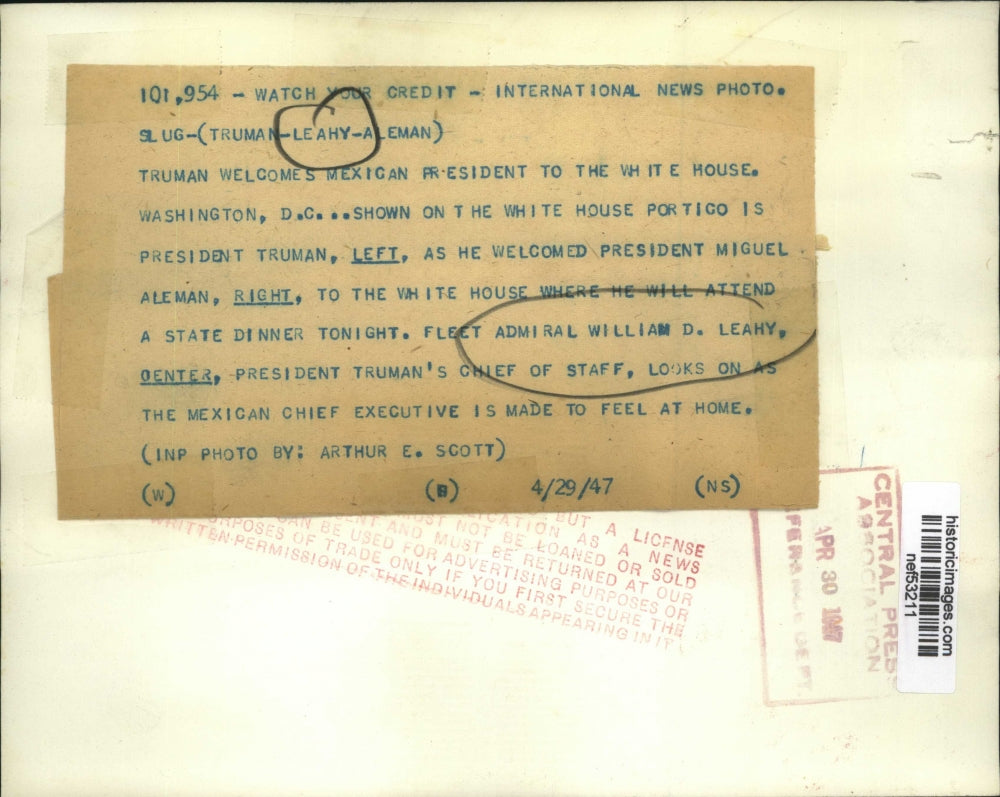 101,954 - WATCH YOUR CREDIT - INTERNATIONAL NEWS PHOTO.
SLUG-(TRUMAN-LEAHY-ALEMAN)
TRUMAN WELCOMES MEXICAN PRESIDENT TO THE WHITE HOUSE.
WASHINGTON, D.C...SHOWN ON THE WHITE HOUSE PORTICO IS
PRESIDENT TRUMAN, LEFT, AS HE WELCOMED PRESIDENT MIGUEL
ALEMAN, RIGHT, TO THE WHITE HOUSE WHERE HE WILL ATTEND
A STATE DINNER TONIGHT. FLEET ADMIRAL WILLIAM D. LEAHY,
CENTER, PRESIDENT TRUMAN'S CHIEF OF STAFF, LOOKS ON AS
THE MEXICAN CHIEF EXECUTIVE IS MADE TO FEEL AT HOME.
(INP PHOTO BY: ARTHUR E. SCOTT)
(W) (B) 4/29/47 (NS)
BUT A LICENSE
MUST NOT BE LOANED OR SOLD
AND MUST BE RETURNED AT OUR
CAN BE USED FOR ADVERTISING PURPOSES OR
PURPOSES OF TRADE ONLY IF YOU FIRST SECURE THE
WRITTEN PERMISSION OF THE INDIVIDUALS APPEARING IN IT
CENTRAL PRESS
ASSOCIATION
APR 30 1947
REFERENCE DEPT.
historicimages.com
nef53211